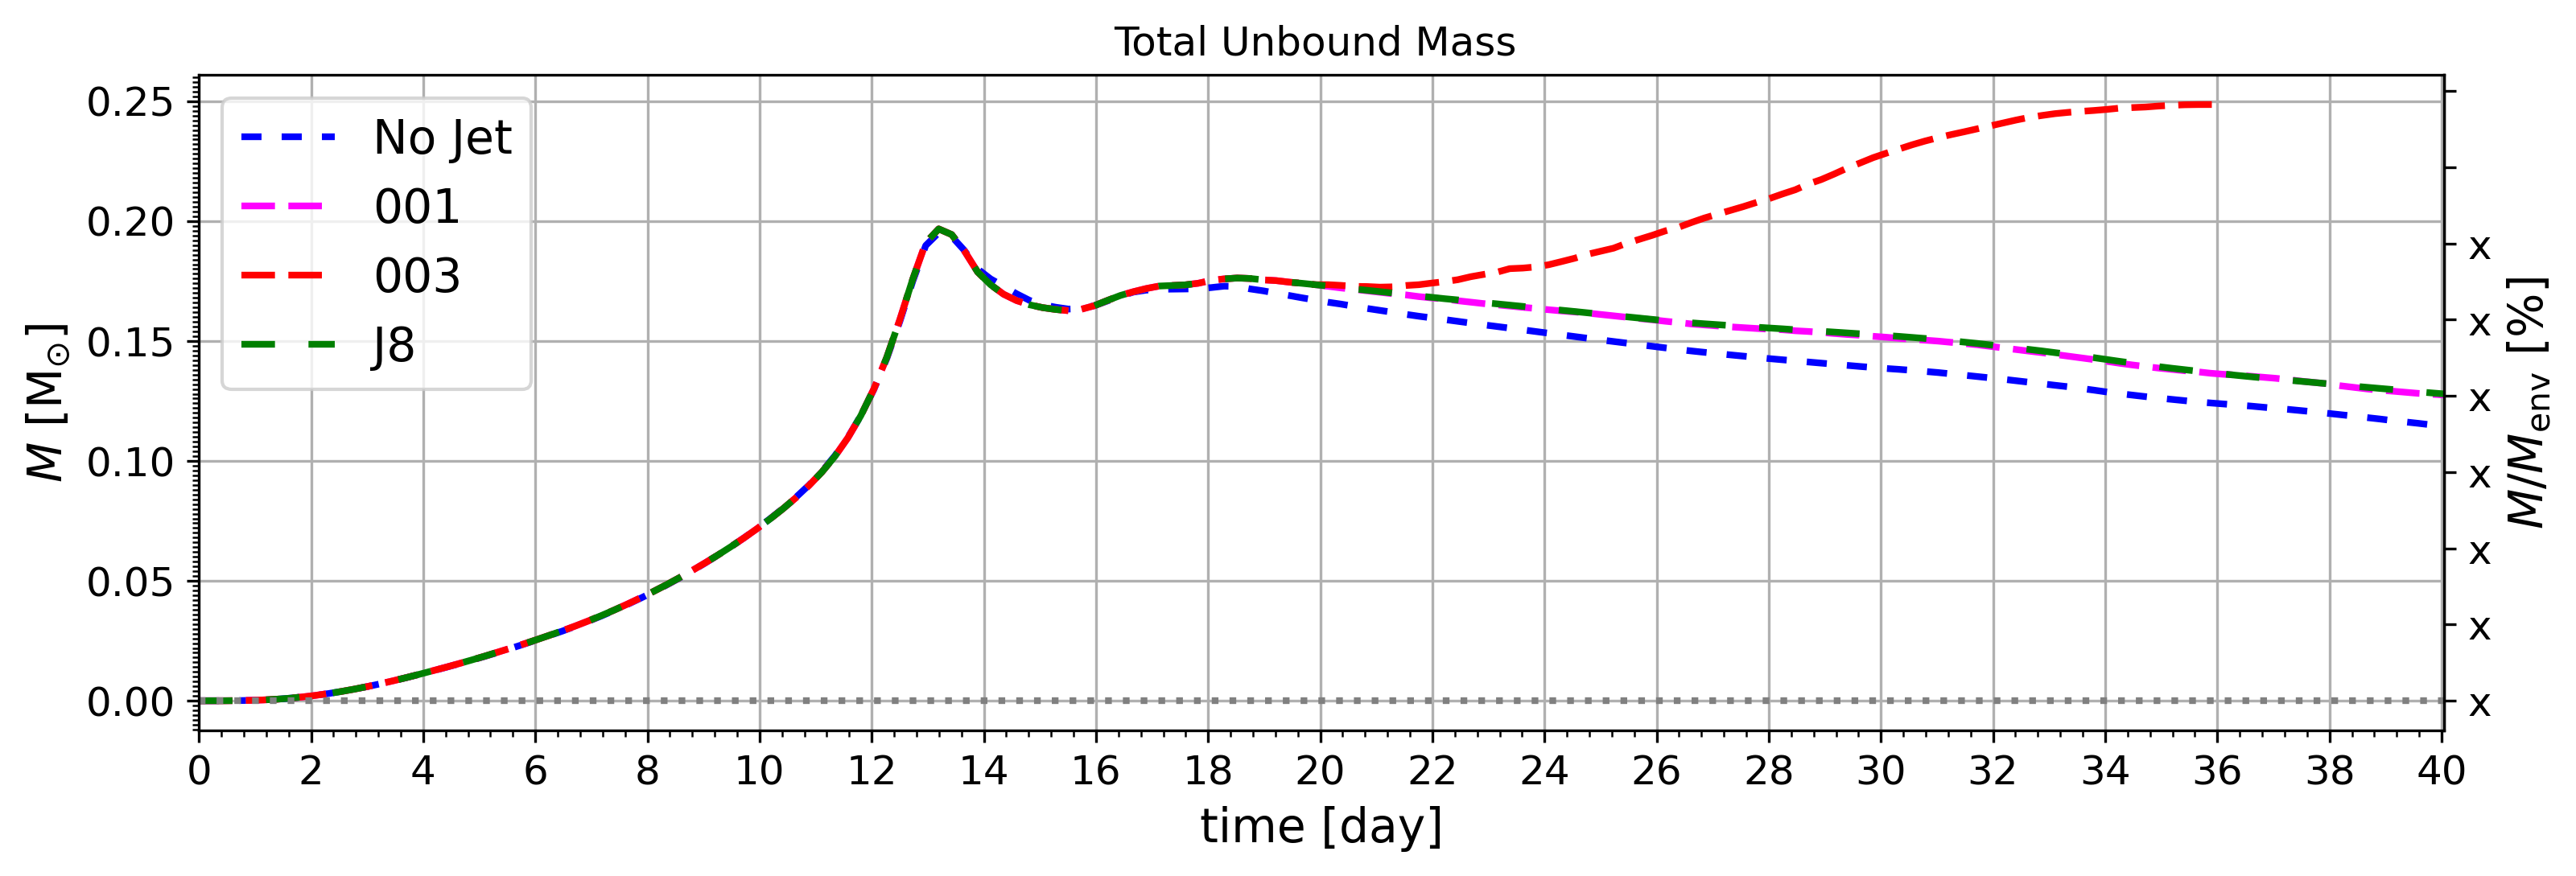 Total Unbound Mass
0.25
0.20
0.15
0.10
0.05
0.00
M [M⊙]
No Jet
001
003
J8
x
x
x
x
x
x
x
M/Menv [%]
0 2 4 6 8 10 12 14 16 18 20 22 24 26 28 30 32 34 36 38 40
time [day]